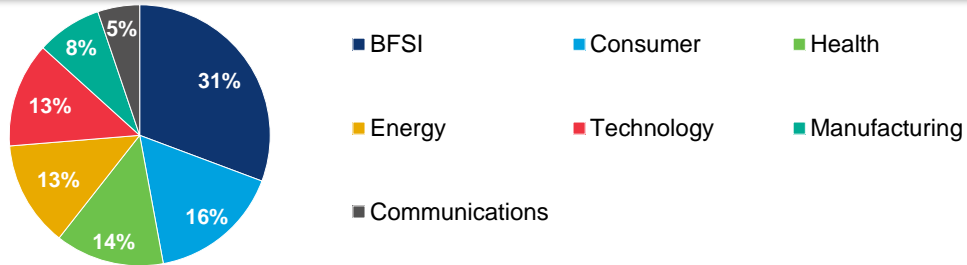 5%
8%
31%
13%
13%
16%
14%
BFSI
Consumer
Health
Energy
Technology
Manufacturing
Communications